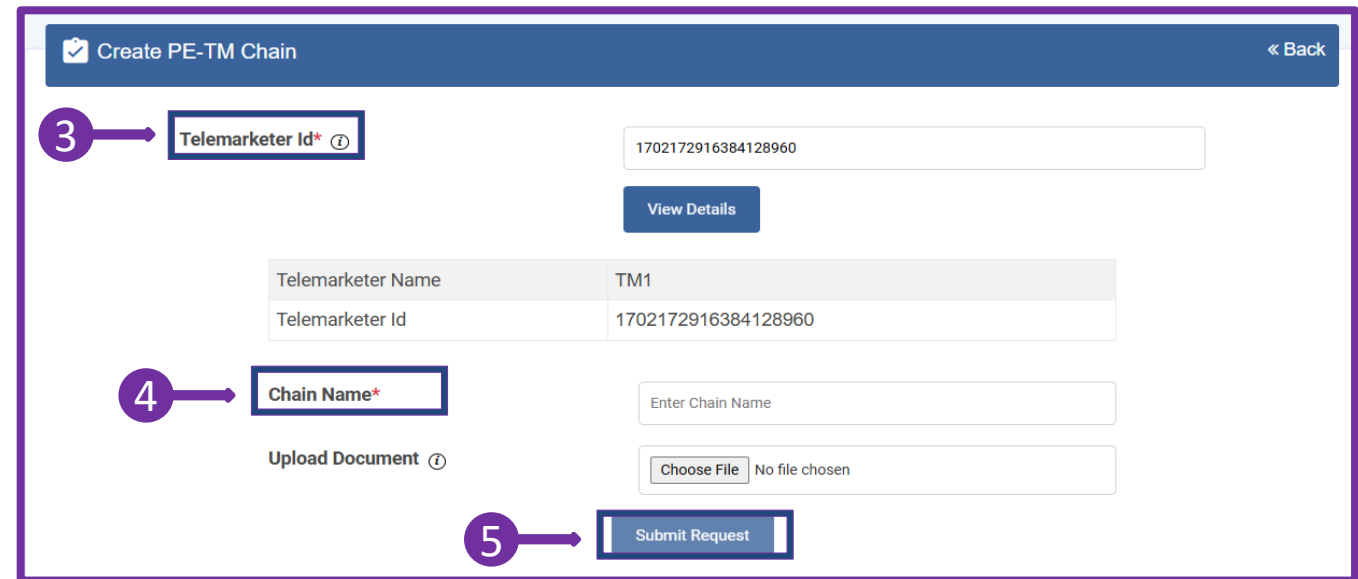 Create PE-TM Chain « Back
3 Telemarketer Id* i 1702172916384128960
View Details
Telemarketer Name TM1
Telemarketer Id 1702172916384128960
4 Chain Name* Enter Chain Name
Upload Document i Choose File No file chosen
5 Submit Request